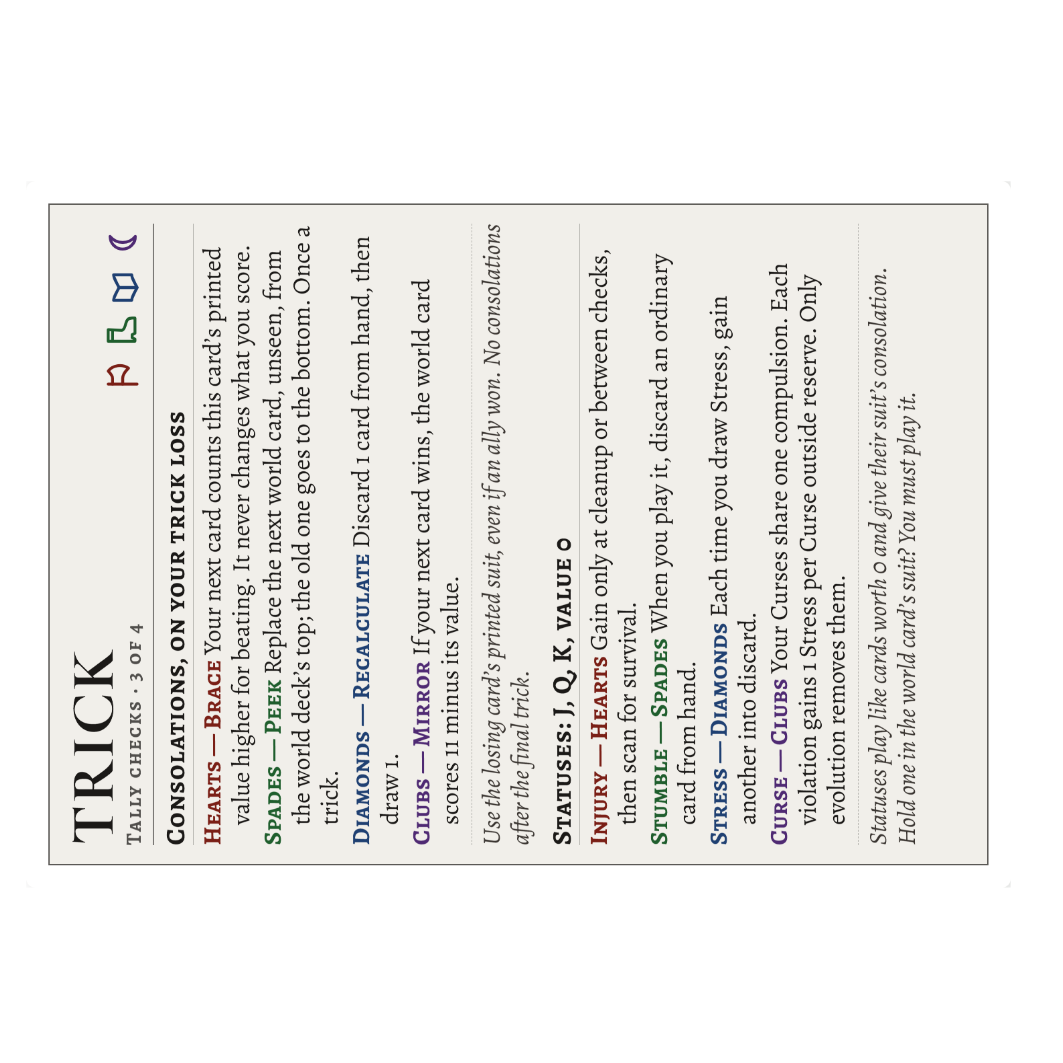 TRICK
TALLY CHECKS · 3 OF 4
CONSOLATIONS, ON YOUR TRICK LOSS
HEARTS — BRACE Your next card counts this card's printed
value higher for beating. It never changes what you score.
SPADES — PEEK Replace the next world card, unseen, from
the world deck's top; the old one goes to the bottom. Once a
trick.
DIAMONDS — RECALCULATE Discard 1 card from hand, then
draw 1.
CLUBS — MIRROR If your next card wins, the world card
scores 11 minus its value.
Use the losing card's printed suit, even if an ally won. No consolations
after the final trick.
STATUSES: J, Q, K, VALUE 0
INJURY — HEARTS Gain only at cleanup or between checks,
then scan for survival.
STUMBLE — SPADES When you play it, discard an ordinary
card from hand.
STRESS — DIAMONDS Each time you draw Stress, gain
another into discard.
CURSE — CLUBS Your Curses share one compulsion. Each
violation gains 1 Stress per Curse outside reserve. Only
evolution removes them.
Statuses play like cards worth 0 and give their suit's consolation.
Hold one in the world card's suit? You must play it.